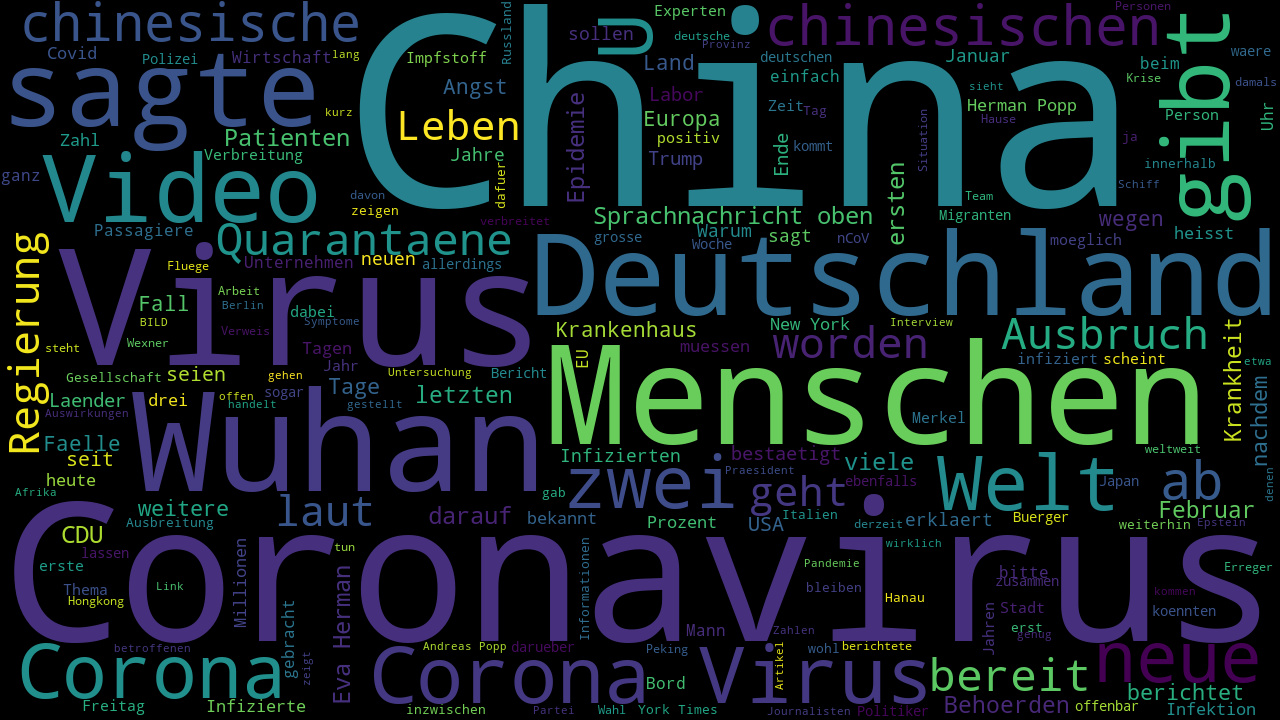 chinesische
China
chinesischen
Experten
Personen
Russland
deutsche
Provinz
sollen
u
gibt
waere
Covid
Polizei
Wirtschaft
lang
Impfstoff
Land
deutschen
Januar
beim
Krise
damals
sagte
Angst
einfach
sieht
Labor
Zeit
Tag
Herman Popp
Person
Uhr
kurz
Leben
Epidemie
Europa
Hause
Zahl
Patienten
positiv
Ende
kommt
Situation
ja
Verbreitung
Jahre
Trump
innerhalb
ganz
Video
dafuer
ersten
Schiff
davon
Team
zeigen
verbreitet
Sprachnachricht oben
Migranten
wegen
Passagiere
Quarantaene
grosse
warum
Woche
sagt
nCoV
moeglich
heisst
Regierung
Virus
Fluege
Unternehmen
neuen
allerdings
Deutschland
Fall
Arbeit
Berlin
dabei
BILD
Verweis
Symptome
Krankenhaus
New York
Interview
Ausbruch
Krankheit
Wexner
steht
Tagen
EU
Menschen
muessen
worden
infiziert
scheint
etwa
Gesellschaft
seien
gehen
Jahr
Untersuchung
Bericht
nachdem
Laender
drei
offen
sogar
Tage
letzten
Auswirkungen
handelt
gestellt
Merkel
Wuhan
Faelle
seit
Infizierten
bestaetigt
viele
weltweit
heute
zwei
Praesident
geht
ebenfalls
Welt
Japan
ab
denen
Afrika
gab
weitere
laut
darauf
bekannt
Prozent
USA
Italien
derzeit
erklaert
Buerger
Februar
weiterhin
Epstein
Ausbreitung
CDU
Coronavirus
lassen
tun
wirklich
erste
Millionen
Informationen
Pandemie
bitte
zusammen
Erreger
Thema
Link
bleiben
Hongkong
Hanau
kommen
koennten
gebracht
Eva Herman
Jahren
Stadt
erst
genug
Mann
Zahlen
betroffenen
zeigt
Andreas Popp
darueber
Peking
Artikel
wohl
berichtete
Corona
Corona Virus
bereit
neue
Bord
berichtet
Freitag
Infizierte
inzwischen
Partei
Wahl
York Times
Journalisten
Politiker
Behoerden
offenbar
Infektion